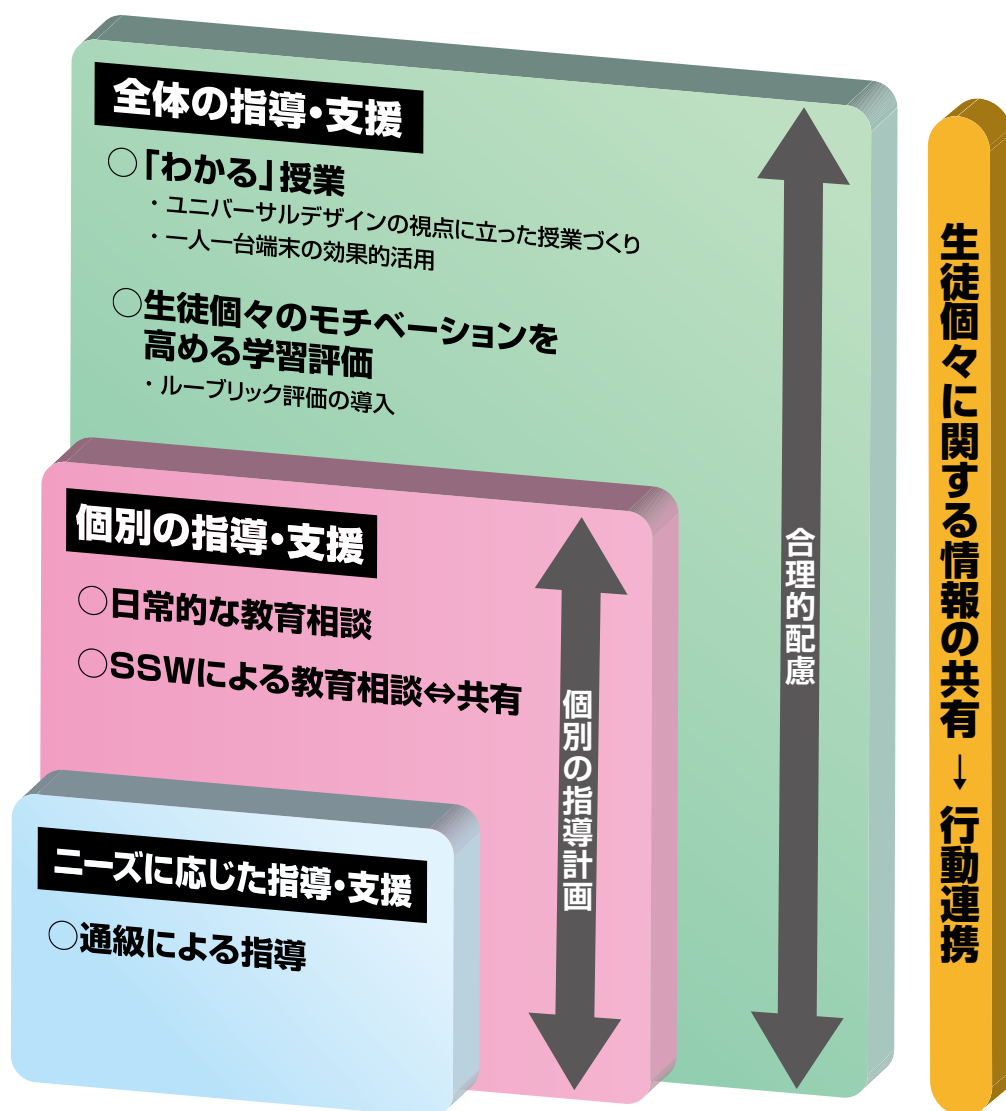 全体の指導・支援
○「わかる」授業
・ユニバーサルデザインの視点に立った授業づくり
・一人一台端末の効果的活用
○生徒個々のモチベーションを
高める学習評価
・ルーブリック評価の導入
合理的配慮
個別の指導・支援
○日常的な教育相談
○SSWによる教育相談⇔共有
個別の指導計画
ニーズに応じた指導・支援
○通級による指導
生徒個々に関する情報の共有→行動連携